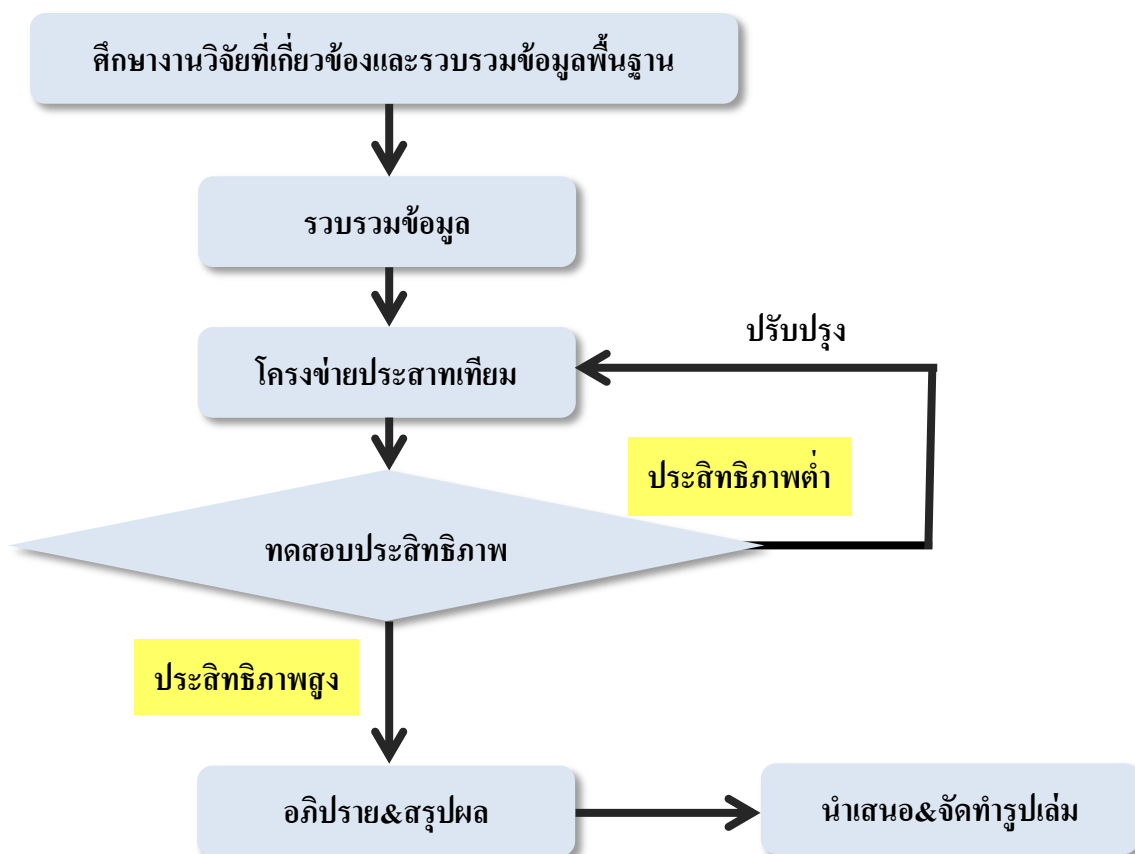 ศึกษางานวิจัยที่เกี่ยวข้องและรวบรวมข้อมูลพื้นฐาน
รวบรวมข้อมูล
ปรับปรุง
โครงข่ายประสาทเทียม
ประสิทธิภาพต่ำ
ทดสอบประสิทธิภาพ
ประสิทธิภาพสูง
อภิปราย&สรุปผล
นำเสนอ&จัดทำรูปเล่ม